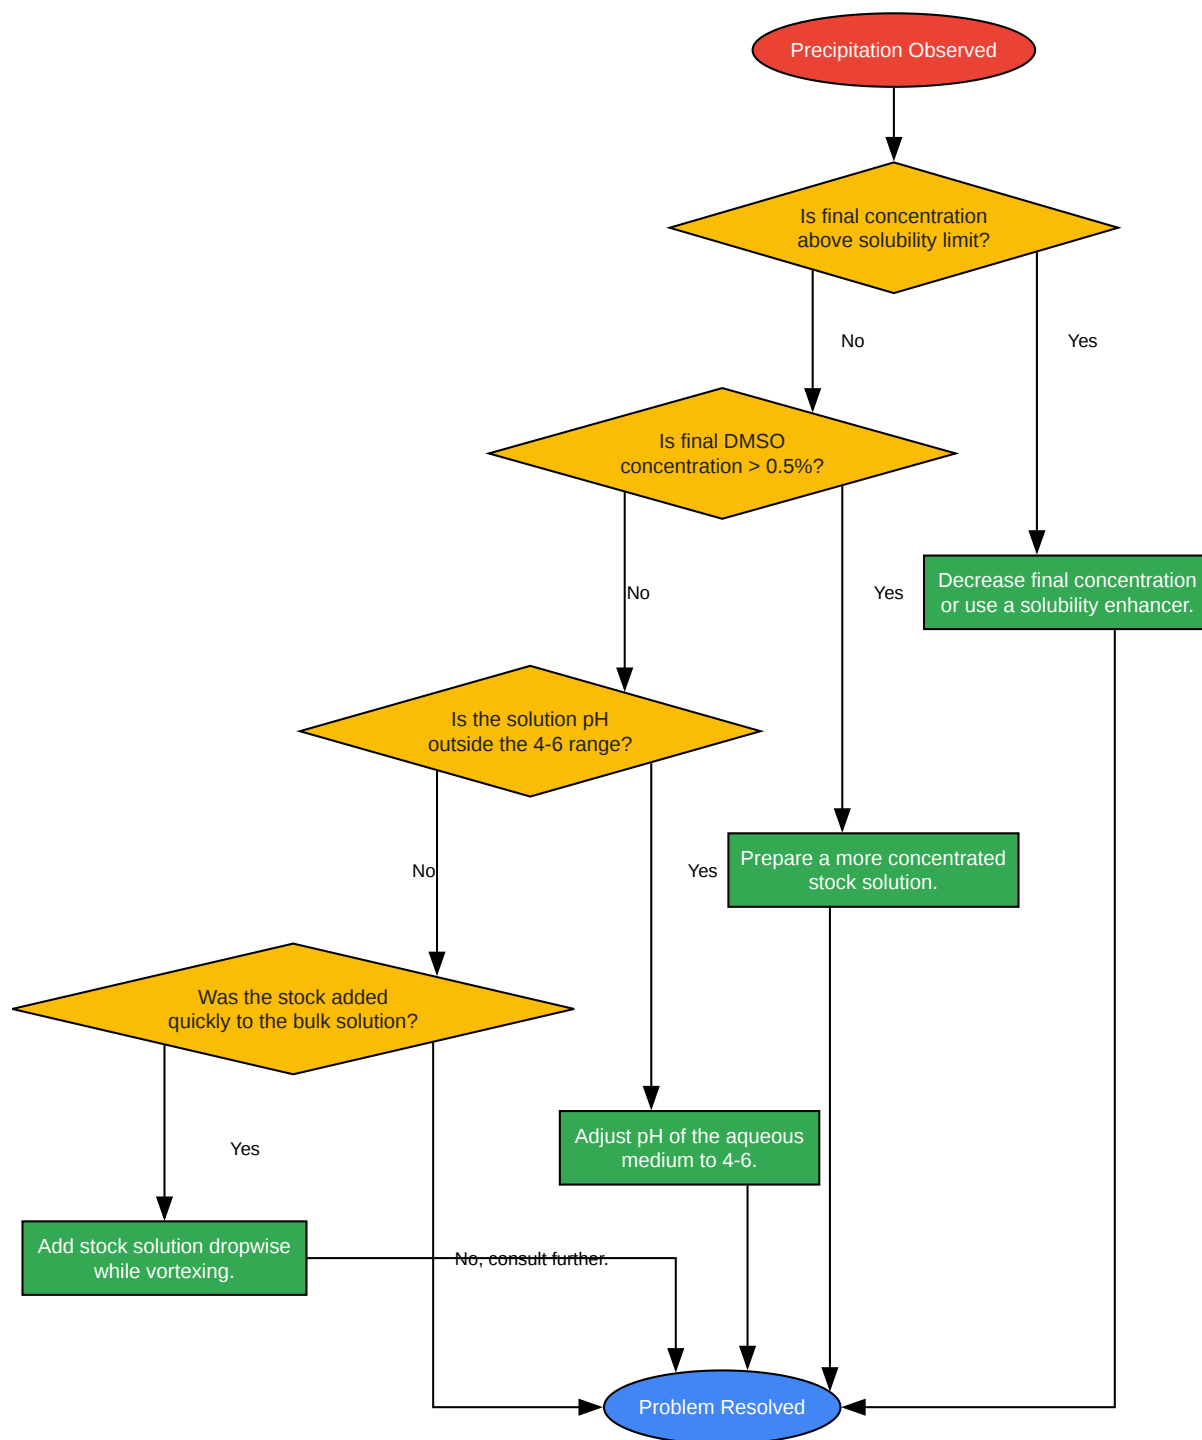 Precipitation Observed
Is final concentration
above solubility limit?
No
Yes
Is final DMSO
concentration > 0.5%?
No
Yes
Decrease final concentration
or use a solubility enhancer.
Is the solution pH
outside the 4-6 range?
No
Yes
Prepare a more concentrated
stock solution.
Was the stock added
quickly to the bulk solution?
Yes
Adjust pH of the aqueous
medium to 4-6.
Add stock solution dropwise
while vortexing.
No, consult further.
Problem Resolved